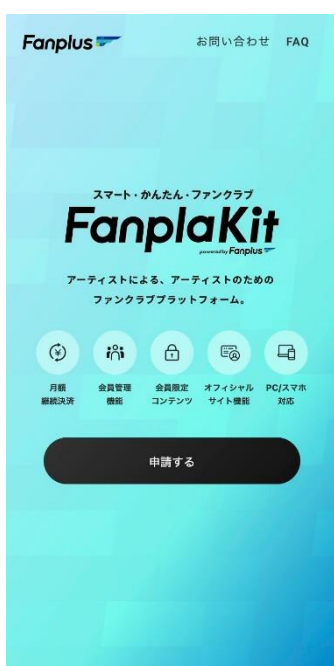 Fanplus
お問い合わせ FAQ
スマート・かんたん・ファンクラブ
FanplaKit
powered by Fanplus
アーティストによる、アーティストのための
ファンクラブプラットフォーム。
月額
継続決済
会員管理
機能
会員限定
コンテンツ
オフィシャル
サイト機能
PC/スマホ
対応
申請する